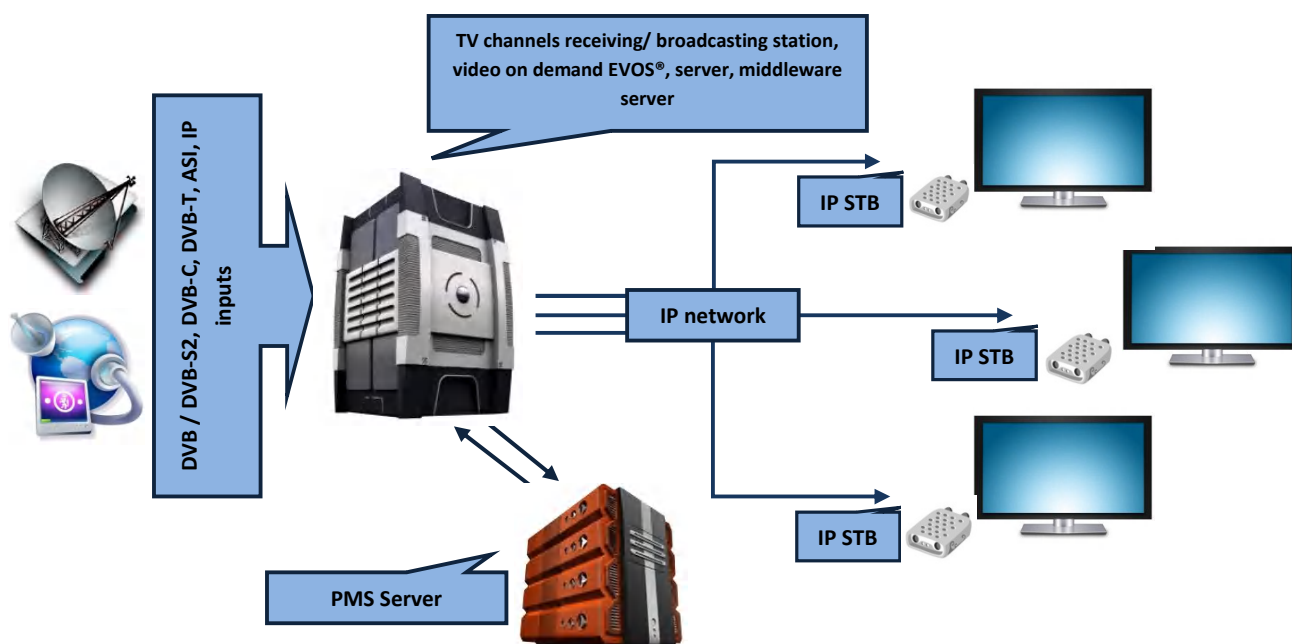 TV channels receiving/ broadcasting station,
video on demand EVOS®, server, middleware
server
DVB / DVB-S2, DVB-C, DVB-T, ASI, IP
inputs
IP STB
IP network
IP STB
IP STB
PMS Server